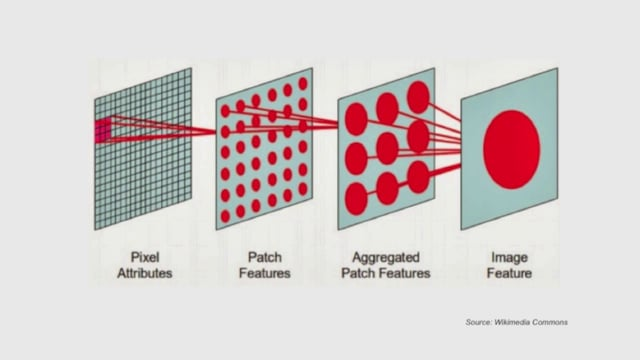 Pixel
Attributes
Patch
Features
Aggregated
Patch Features
Image
Feature
Source: Wikimedia Commons